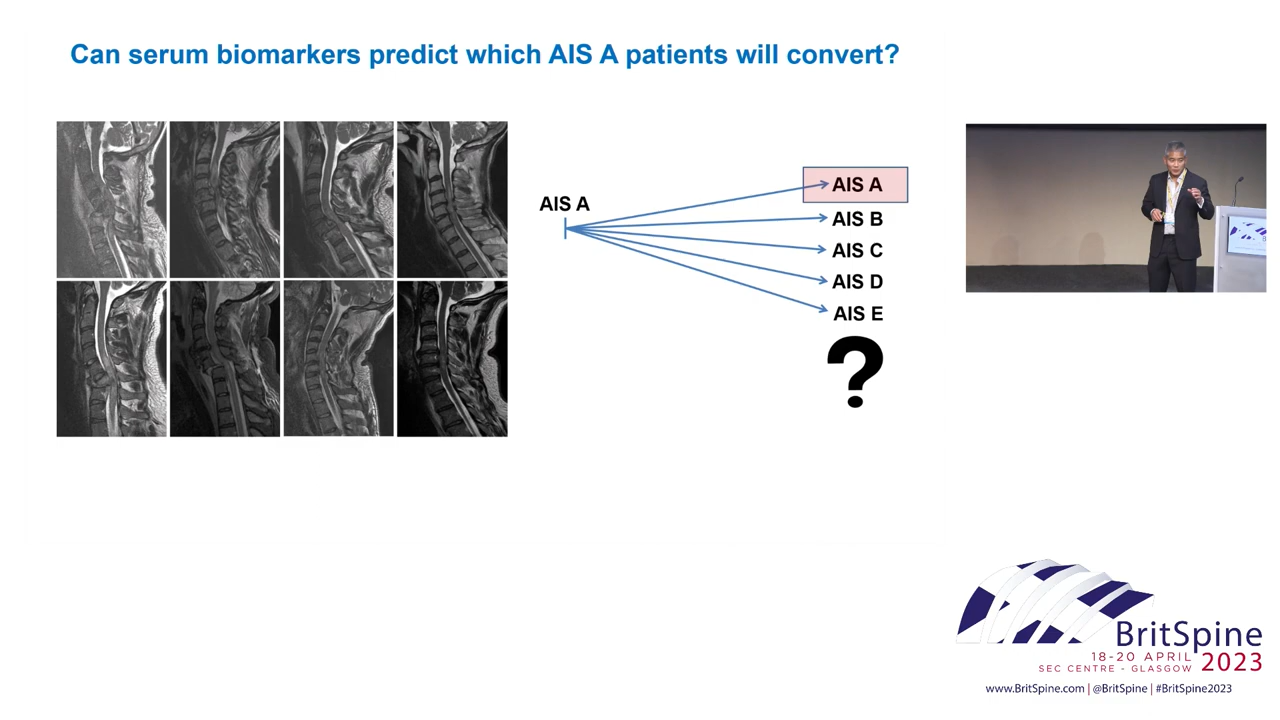 Can serum biomarkers predict which AIS A patients will convert?
AIS A
AIS A
AIS B
AIS C
AIS D
AIS E
?
BritSpine
18-20 APRIL
SEC CENTRE - GLASGOW
2023
www.BritSpine.com | @BritSpine | #BritSpine2023